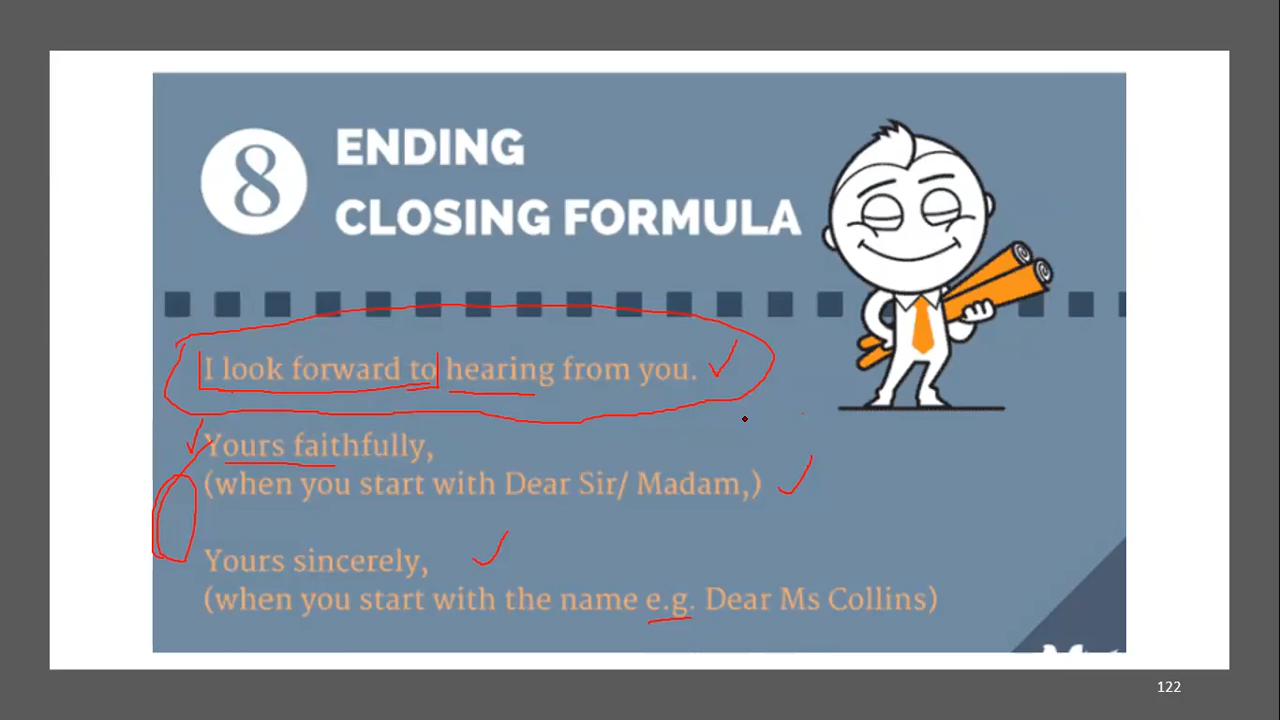 8
ENDING
CLOSING FORMULA
I look forward to hearing from you.
Yours faithfully,
(when you start with Dear Sir/ Madam,)
Yours sincerely,
(when you start with the name e.g. Dear Ms Collins)
122